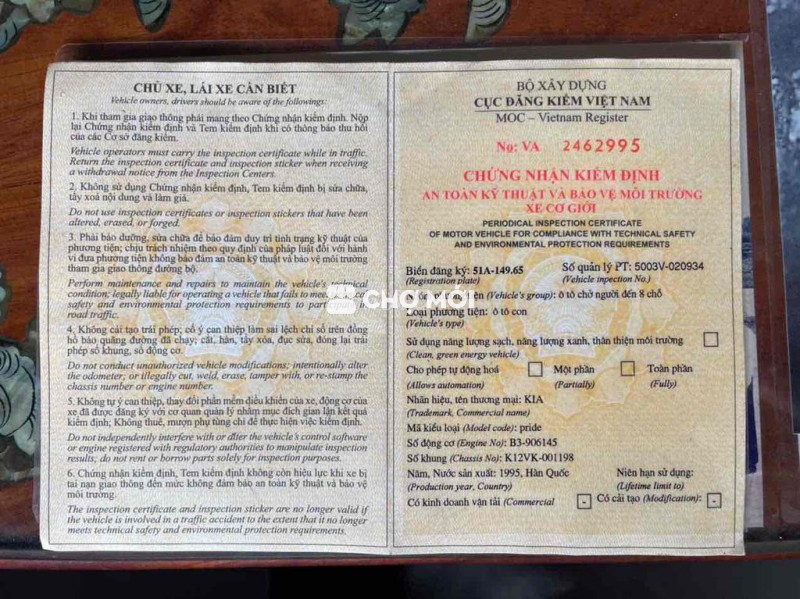 CHỦ XE, LÁI XE CẦN BIẾT
Vehicle owners, drivers should be aware of the followings:
1. Khi tham gia giao thông phải mang theo Chứng nhận kiểm định. Nộp
lại Chứng nhận kiểm định và Tem kiểm định khi có thông báo thu hồi
của các Cơ sở đăng kiểm.
Vehicle operators must carry the inspection certificate while in traffic.
Return the inspection certificate and inspection sticker when receiving
a withdrawal notice from the Inspection Centers.
2. Không sử dụng Chứng nhận kiểm định, Tem kiểm định bị sửa chữa,
tẩy xoá nội dung và làm giả.
Do not use inspection certificates or inspection stickers that have been
altered, erased, or forged.
3. Phải bảo dưỡng, sửa chữa để bảo đảm duy trì tình trạng kỹ thuật của
phương tiện; chịu trách nhiệm theo quy định của pháp luật đối với hành
vi đưa phương tiện không bảo đảm an toàn kỹ thuật và bảo vệ môi trường
tham gia giao thông đường bộ.
Perform maintenance and repairs to maintain the vehicle's technical
condition; legally liable for operating a vehicle that fails to meet
safety and environmental protection requirements to
road traffic.
4. Không cải tạo trái phép; cố ý can thiệp làm sai lệch chỉ số trên đồng
hồ báo quãng đường đã chạy; cắt, hàn, tẩy xóa, đục sửa, đóng lại trái
phép số khung, số động cơ.
Do not conduct unauthorized vehicle modifications; intentionally alter
the odometer; or illegally cut, weld, erase, tamper with, or re-stamp the
chassis number or engine number.
5. Không tự ý can thiệp, thay đổi phần mềm điều khiển của xe, động cơ của
xe đã được đăng ký với cơ quan quản lý nhằm mục đích gian lận kết quả
kiểm định; Không thuê, mượn phụ tùng chỉ để thực hiện việc kiểm định.
Do not independently interfere with or alter the vehicle's control software
or engine registered with regulatory authorities to manipulate inspection
results; do not rent or borrow parts solely for inspection purposes.
6. Chứng nhận kiểm định, Tem kiểm định không còn hiệu lực khi xe bị
tai nạn giao thông đến mức không đảm bảo an toàn kỹ thuật và bảo vệ
môi trường.
The inspection certificate and inspection sticker are no longer valid if
the vehicle is involved in a traffic accident to the extent that it no longer
meets technical safety and environmental protection requirements.
BỘ XÂY DỰNG
CỤC ĐĂNG KIỂM VIỆT NAM
MOC – Vietnam Register
No: VA 2462995
CHỨNG NHẬN KIỂM ĐỊNH
AN TOÀN KỸ THUẬT VÀ BẢO VỆ MÔI TRƯỜNG
XE CƠ GIỚI
PERIODICAL INSPECTION CERTIFICATE
OF MOTOR VEHICLE FOR COMPLIANCE WITH TECHNICAL SAFETY
AND ENVIRONMENTAL PROTECTION REQUIREMENTS
Biển đăng ký: 51A-149.65 Số quản lý PT: 5003V-020934
(Registration plate) (Vehicle inspection No.)
CHỢ MỚI
(Vehicle's group): ô tô chở người đến 8 chỗ
Loại phương tiện: ô tô con
(Vehicle's type)
Sử dụng năng lượng sạch, năng lượng xanh, thân thiện môi trường
(Clean, green energy vehicle)
Cho phép tự động hoá Một phần Toàn phần
(Allows automation) (Partially) (Fully)
Nhãn hiệu, tên thương mại: KIA
(Trademark, Commercial name)
Mã kiểu loại (Model code): pride
Số động cơ (Engine No): B3-906145
Số khung (Chassis No): K12VK-001198
Năm, Nước sản xuất: 1995, Hàn Quốc Niên hạn sử dụng:
(Production year, Country) (Lifetime limit to)
Có kinh doanh vận tải (Commercial - Có cải tạo (Modification): -